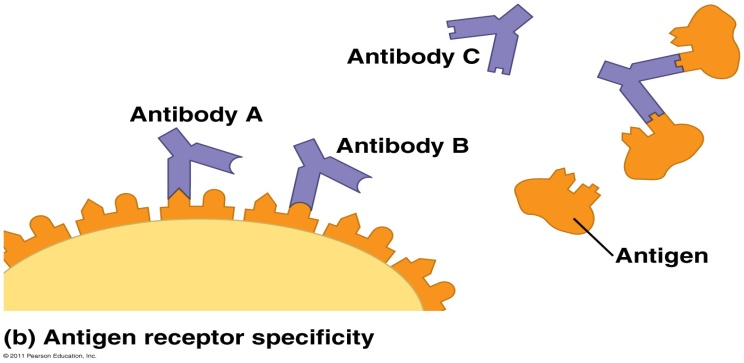 Antibody C
Antibody A
Antibody B
Antigen
(b) Antigen receptor specificity
© 2011 Pearson Education, Inc.